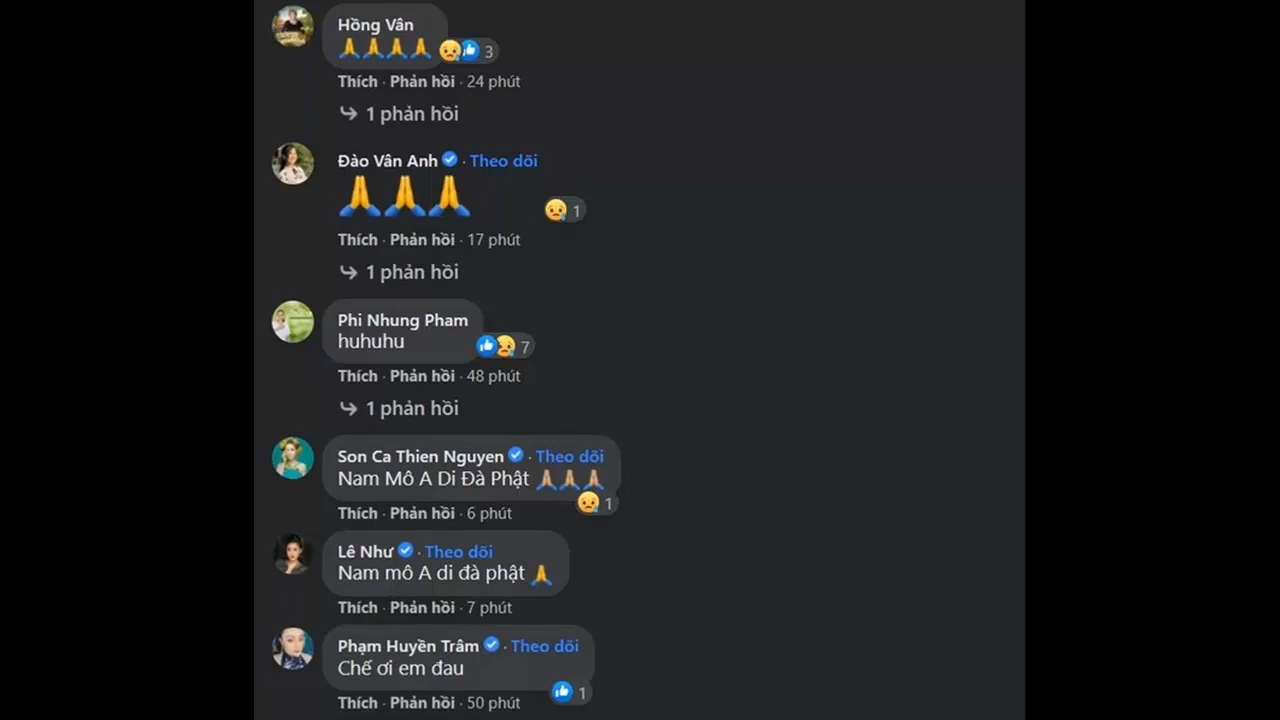 Hồng Vân
🙏🙏🙏🙏 3
Thích · Phản hồi · 24 phút
1 phản hồi
Đào Vân Anh · Theo dõi
🙏🙏🙏 1
Thích · Phản hồi · 17 phút
1 phản hồi
Phi Nhung Pham
huhuhu 7
Thích · Phản hồi · 48 phút
1 phản hồi
Son Ca Thien Nguyen · Theo dõi
Nam Mô A Di Đà Phật 🙏🙏🙏
1
Thích · Phản hồi · 6 phút
Lê Như · Theo dõi
Nam mô A di đà phật 🙏
Thích · Phản hồi · 7 phút
Phạm Huyền Trâm · Theo dõi
Chế ơi em đau
1
Thích · Phản hồi · 50 phút